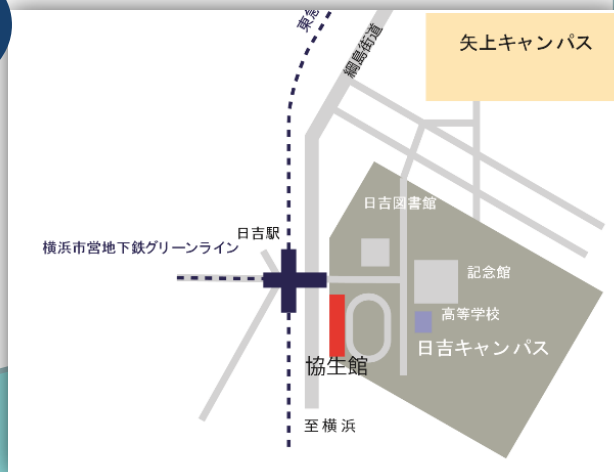 東急
綱島街道
矢上キャンパス
日吉図書館
日吉駅
横浜市営地下鉄グリーンライン
記念館
高等学校
日吉キャンパス
協生館
至横浜